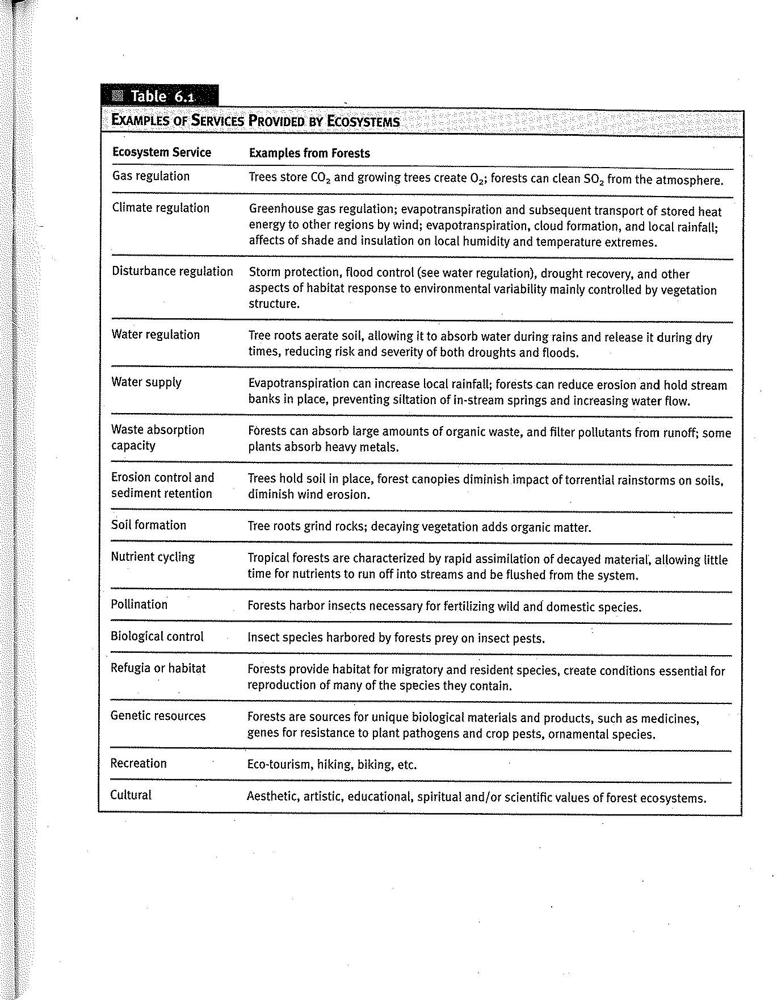 Table 6.1
EXAMPLES OF SERVICES PROVIDED BY ECOSYSTEMS
Ecosystem Service Examples from Forests
Gas regulation Trees store CO₂ and growing trees create O₂; forests can clean SO₂ from the atmosphere.
Climate regulation Greenhouse gas regulation; evapotranspiration and subsequent transport of stored heat
energy to other regions by wind; evapotranspiration, cloud formation, and local rainfall;
affects of shade and insulation on local humidity and temperature extremes.
Disturbance regulation Storm protection, flood control (see water regulation), drought recovery, and other
aspects of habitat response to environmental variability mainly controlled by vegetation
structure.
Water regulation Tree roots aerate soil, allowing it to absorb water during rains and release it during dry
times, reducing risk and severity of both droughts and floods.
Water supply Evapotranspiration can increase local rainfall; forests can reduce erosion and hold stream
banks in place, preventing siltation of in-stream springs and increasing water flow.
Waste absorption Forests can absorb large amounts of organic waste, and filter pollutants from runoff; some
capacity plants absorb heavy metals.
Erosion control and Trees hold soil in place, forest canopies diminish impact of torrential rainstorms on soils,
sediment retention diminish wind erosion.
Soil formation Tree roots grind rocks; decaying vegetation adds organic matter.
Nutrient cycling Tropical forests are characterized by rapid assimilation of decayed material, allowing little
time for nutrients to run off into streams and be flushed from the system.
Pollination Forests harbor insects necessary for fertilizing wild and domestic species.
Biological control Insect species harbored by forests prey on insect pests.
Refugia or habitat Forests provide habitat for migratory and resident species, create conditions essential for
reproduction of many of the species they contain.
Genetic resources Forests are sources for unique biological materials and products, such as medicines,
genes for resistance to plant pathogens and crop pests, ornamental species.
Recreation Eco-tourism, hiking, biking, etc.
Cultural Aesthetic, artistic, educational, spiritual and/or scientific values of forest ecosystems.